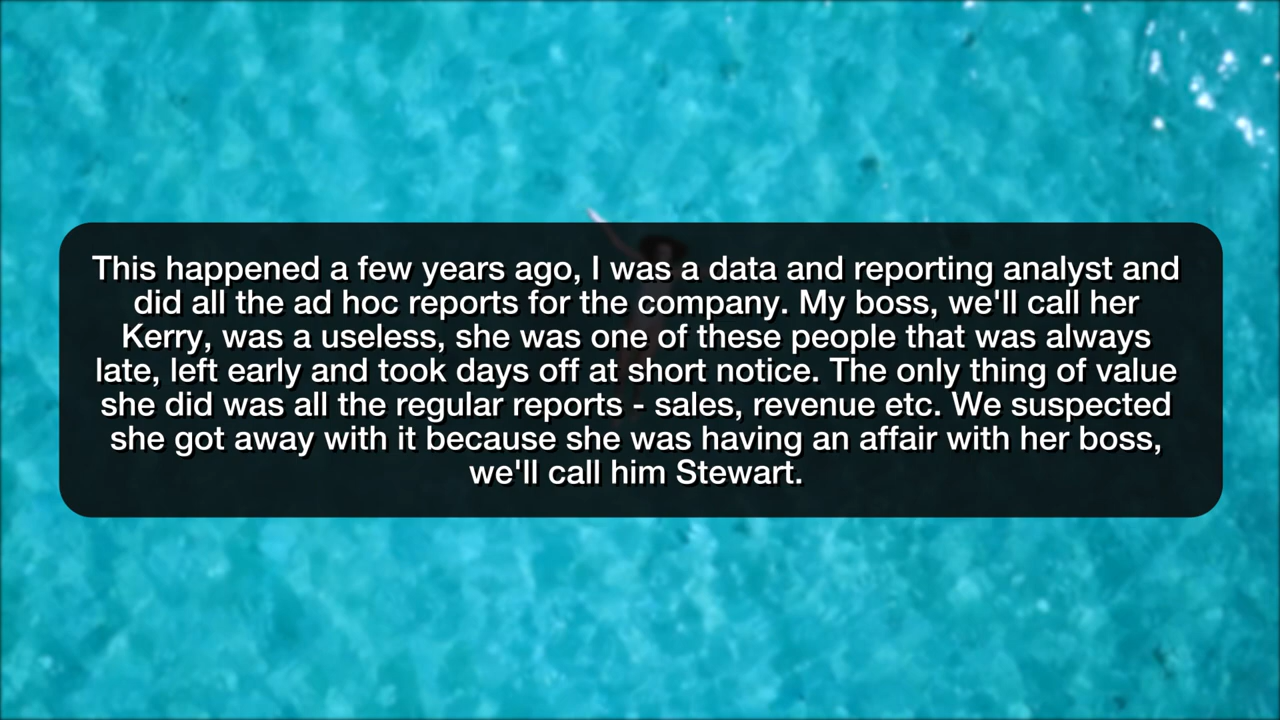 This happened a few years ago, I was a data and reporting analyst and
did all the ad hoc reports for the company. My boss, we'll call her
Kerry, was a useless, she was one of these people that was always
late, left early and took days off at short notice. The only thing of value
she did was all the regular reports - sales, revenue etc. We suspected
she got away with it because she was having an affair with her boss,
we'll call him Stewart.